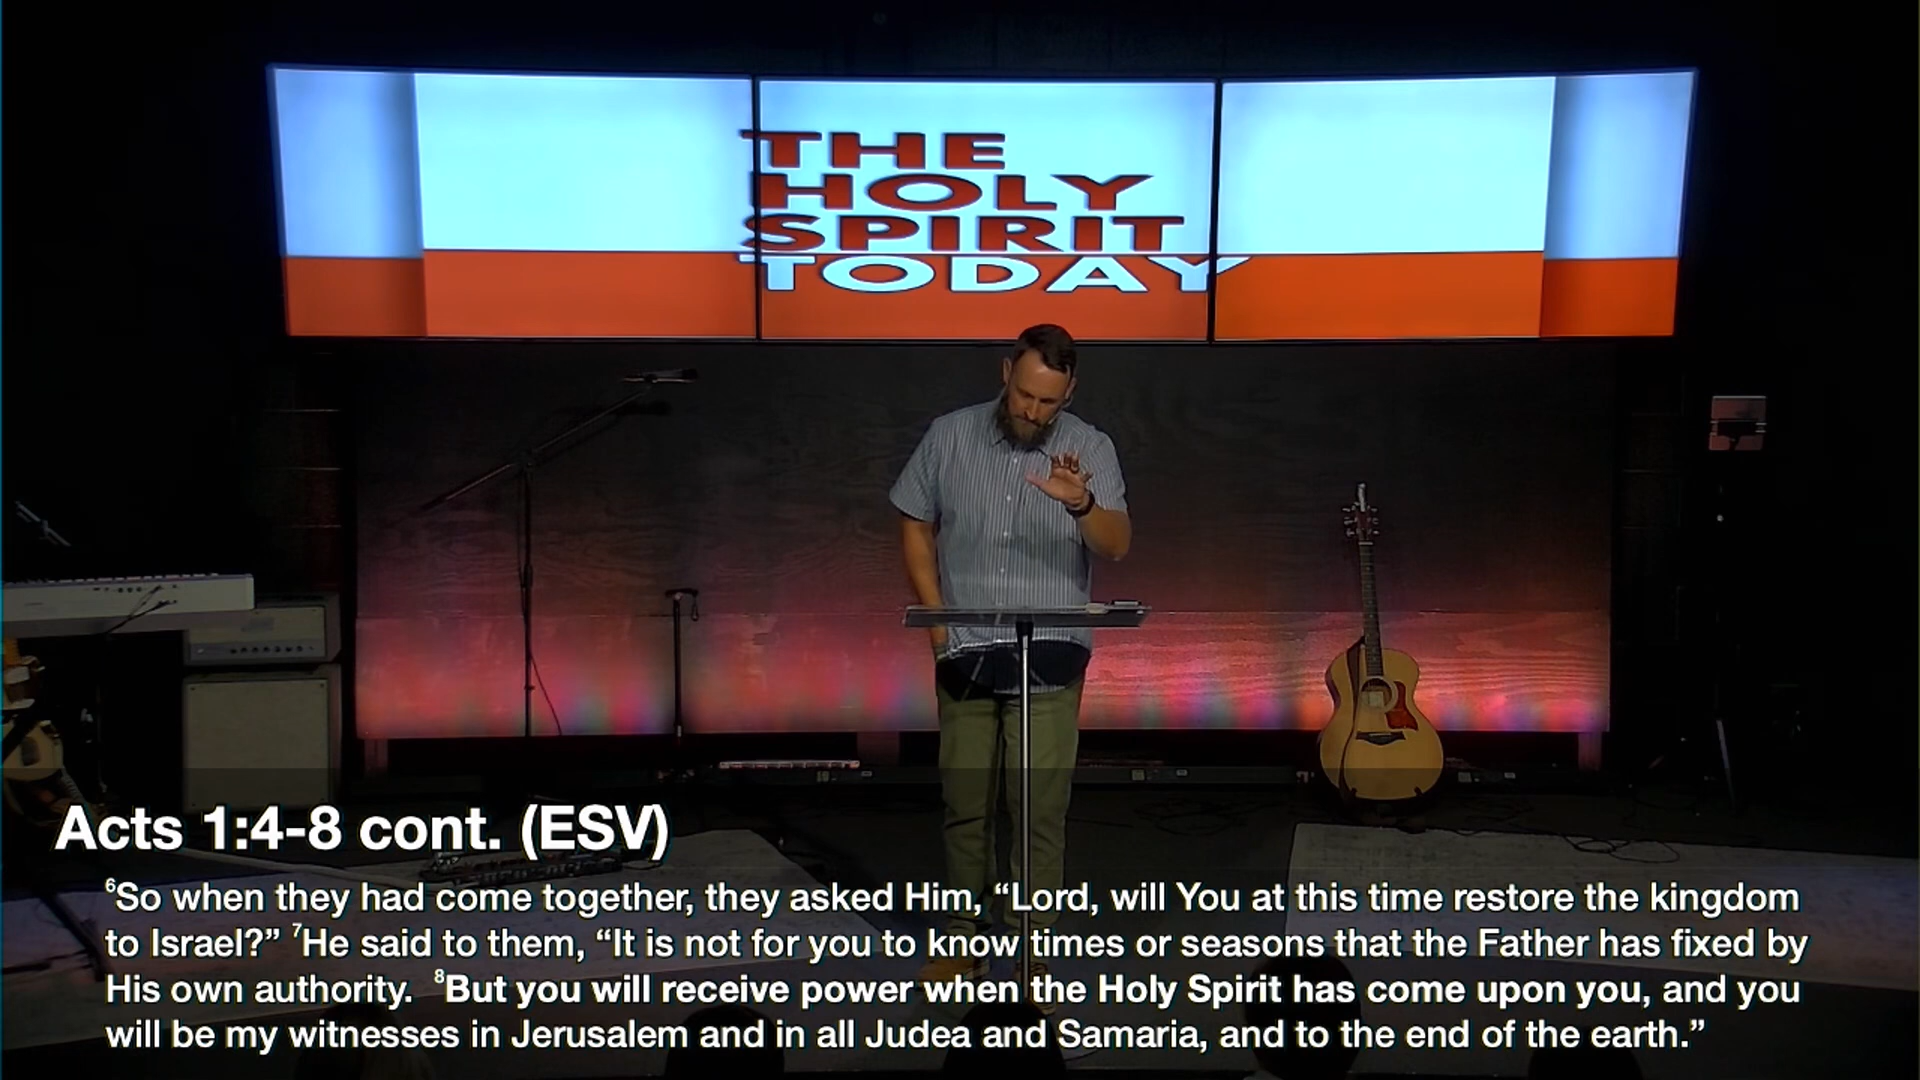 THE
HOLY
SPIRIT
TODAY
Acts 1:4-8 cont. (ESV)
⁶So when they had come together, they asked Him, “Lord, will You at this time restore the kingdom
to Israel?” ⁷He said to them, “It is not for you to know times or seasons that the Father has fixed by
His own authority.  ⁸But you will receive power when the Holy Spirit has come upon you, and you
will be my witnesses in Jerusalem and in all Judea and Samaria, and to the end of the earth.”